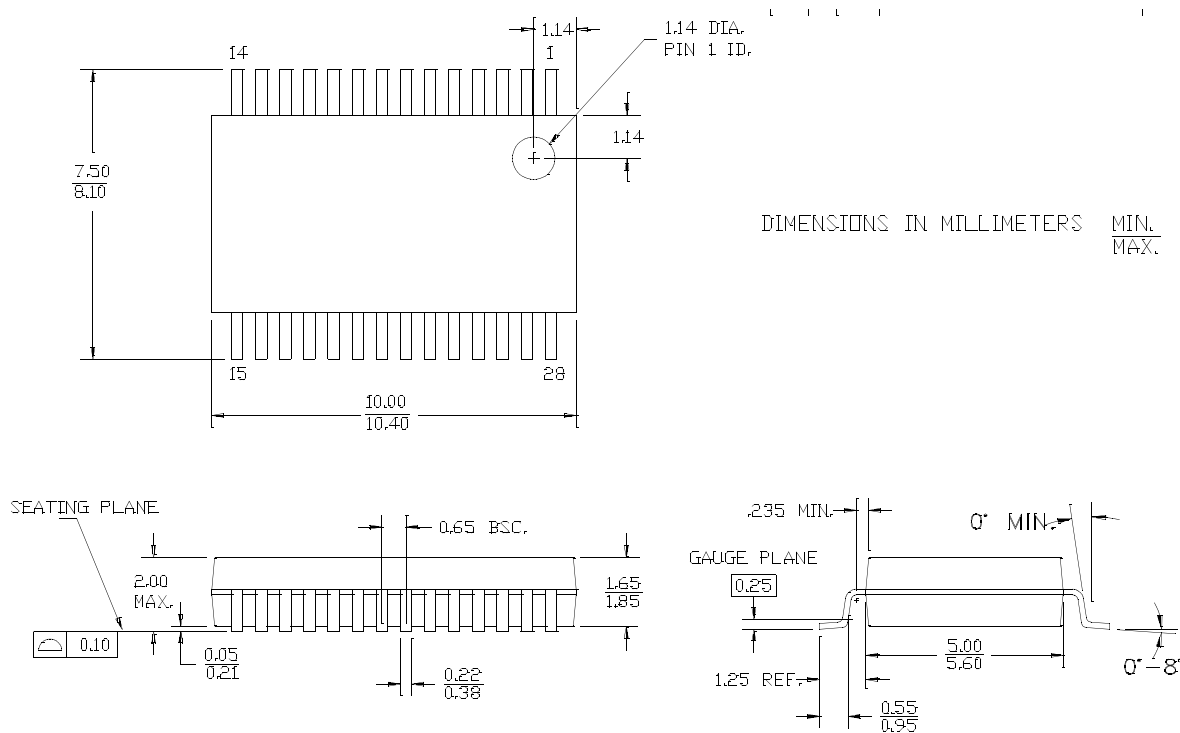 1.14
1.14 DIA.
PIN 1 ID.
14
1
1.14
7.50
8.10
DIMENSIONS IN MILLIMETERS MIN.
MAX.
15
28
10.00
10.40
SEATING PLANE
0.65 BSC.
.235 MIN.
0° MIN.
GAUGE PLANE
0.25
2.00
MAX.
1.65
1.85
0.10
0.05
0.21
0.22
0.38
1.25 REF.
5.00
5.60
0°-8°
0.55
0.95